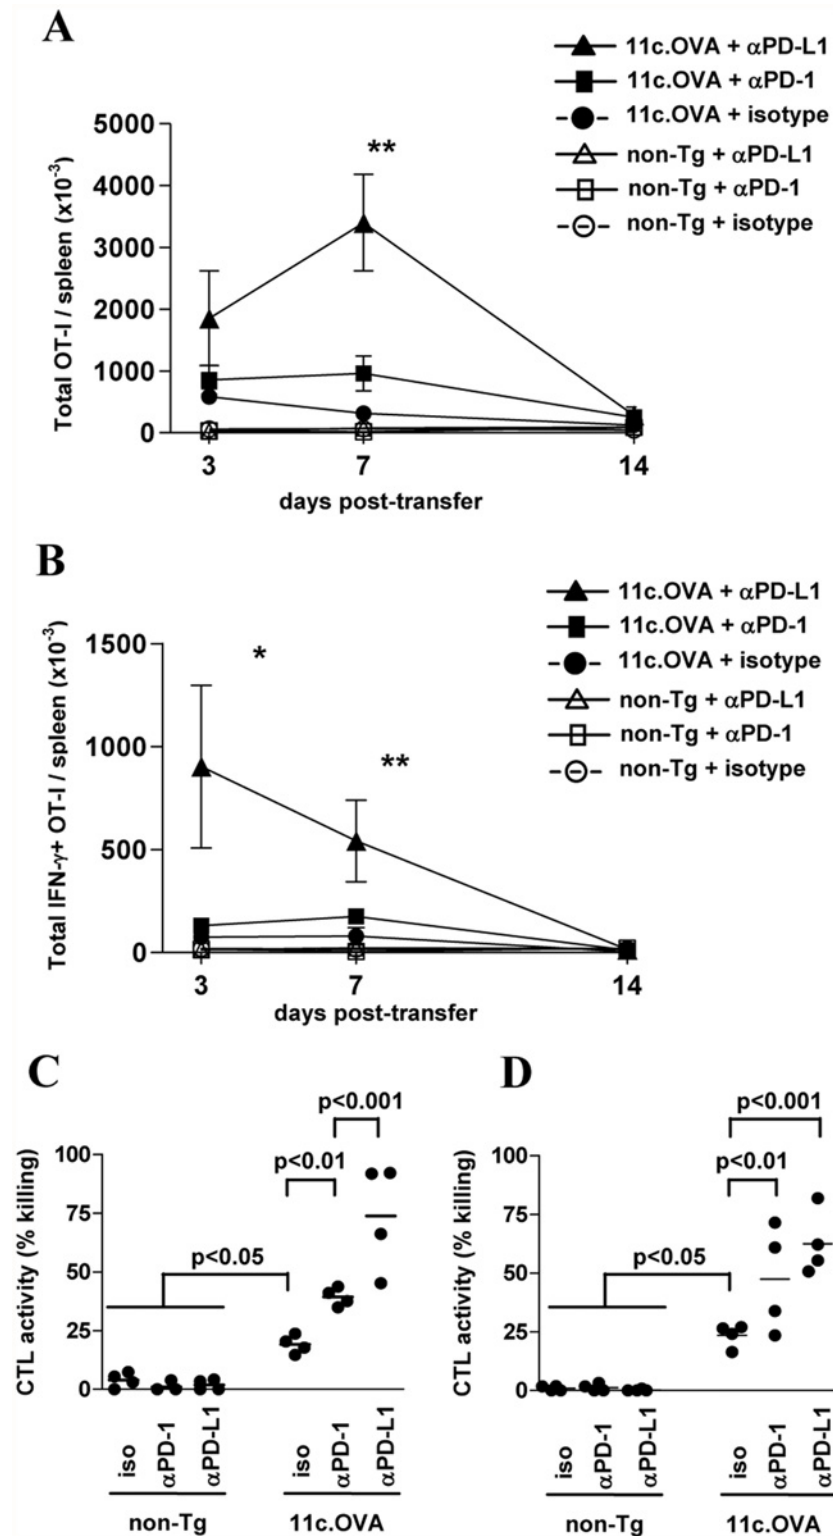 A
11c.OVA + αPD-L1
11c.OVA + αPD-1
11c.OVA + isotype
non-Tg + αPD-L1
non-Tg + αPD-1
non-Tg + isotype
Total OT-I / spleen (x10-3)
5000
4000
3000
2000
1000
0
**
3 7 14
days post-transfer
B
11c.OVA + αPD-L1
11c.OVA + αPD-1
11c.OVA + isotype
non-Tg + αPD-L1
non-Tg + αPD-1
non-Tg + isotype
Total IFN-γ+ OT-I / spleen (x10-3)
1500
1000
500
0
*
**
3 7 14
days post-transfer
C
CTL activity (% killing)
100
75
50
25
0
p<0.001
p<0.01
p<0.05
iso αPD-1 αPD-L1 iso αPD-1 αPD-L1
non-Tg 11c.OVA
D
CTL activity (% killing)
100
75
50
25
0
p<0.001
p<0.01
p<0.05
iso αPD-1 αPD-L1 iso αPD-1 αPD-L1
non-Tg 11c.OVA